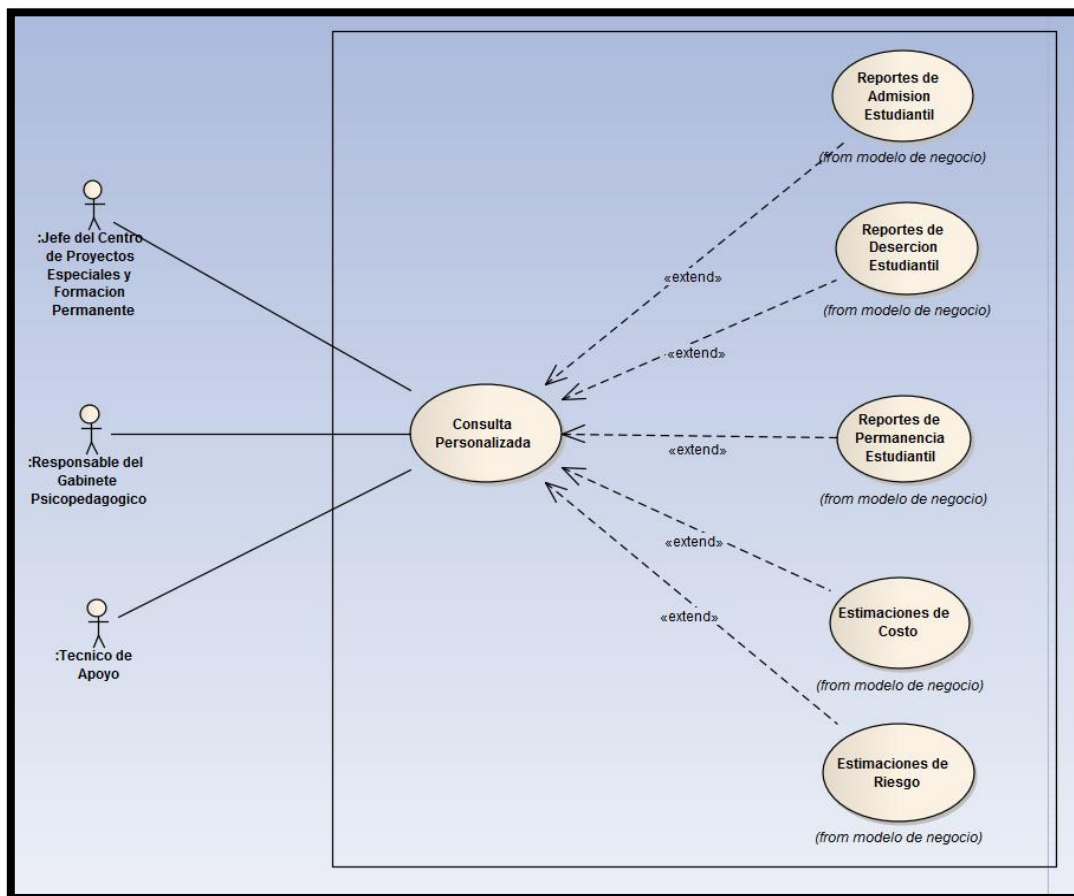 Reportes de
Admision
Estudiantil
(from modelo de negocio)
:Jefe del Centro
de Proyectos
Especiales y
Formacion
Permanente
Reportes de
Desercion
Estudiantil
(from modelo de negocio)
«extend»
«extend»
Consulta
Personalizada
Reportes de
Permanencia
Estudiantil
(from modelo de negocio)
«extend»
:Responsable del
Gabinete
Psicopedagogico
«extend»
Estimaciones de
Costo
(from modelo de negocio)
«extend»
:Tecnico de
Apoyo
Estimaciones de
Riesgo
(from modelo de negocio)